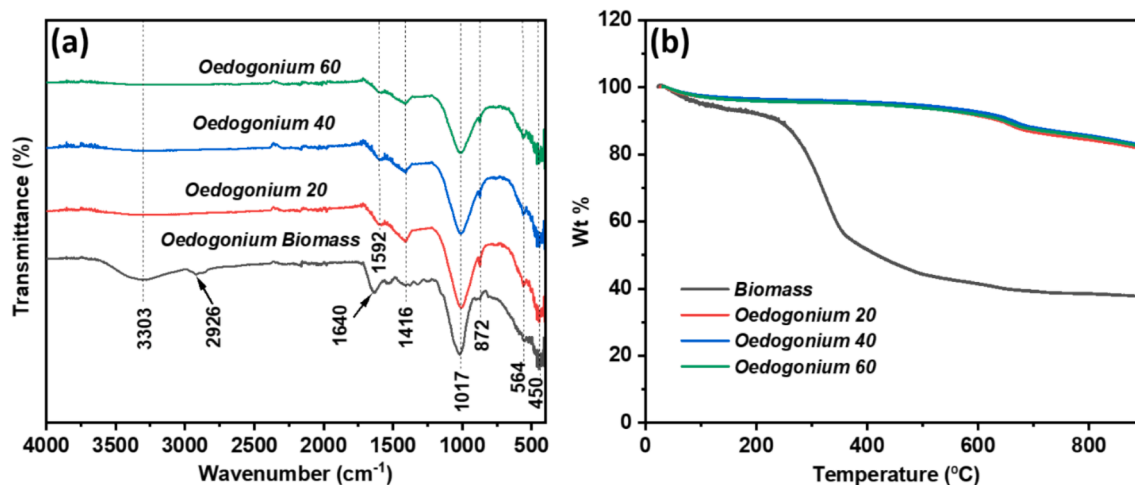 (a)
Oedogonium 60
Oedogonium 40
Oedogonium 20
Oedogonium Biomass
3303
2926
1640
1592
1416
1017
872
564
450
Transmittance (%)
4000 3500 3000 2500 2000 1500 1000 500
Wavenumber (cm⁻¹)
(b)
120
100
80
60
40
20
0
Wt %
Biomass
Oedogonium 20
Oedogonium 40
Oedogonium 60
0 200 400 600 800
Temperature (ºC)